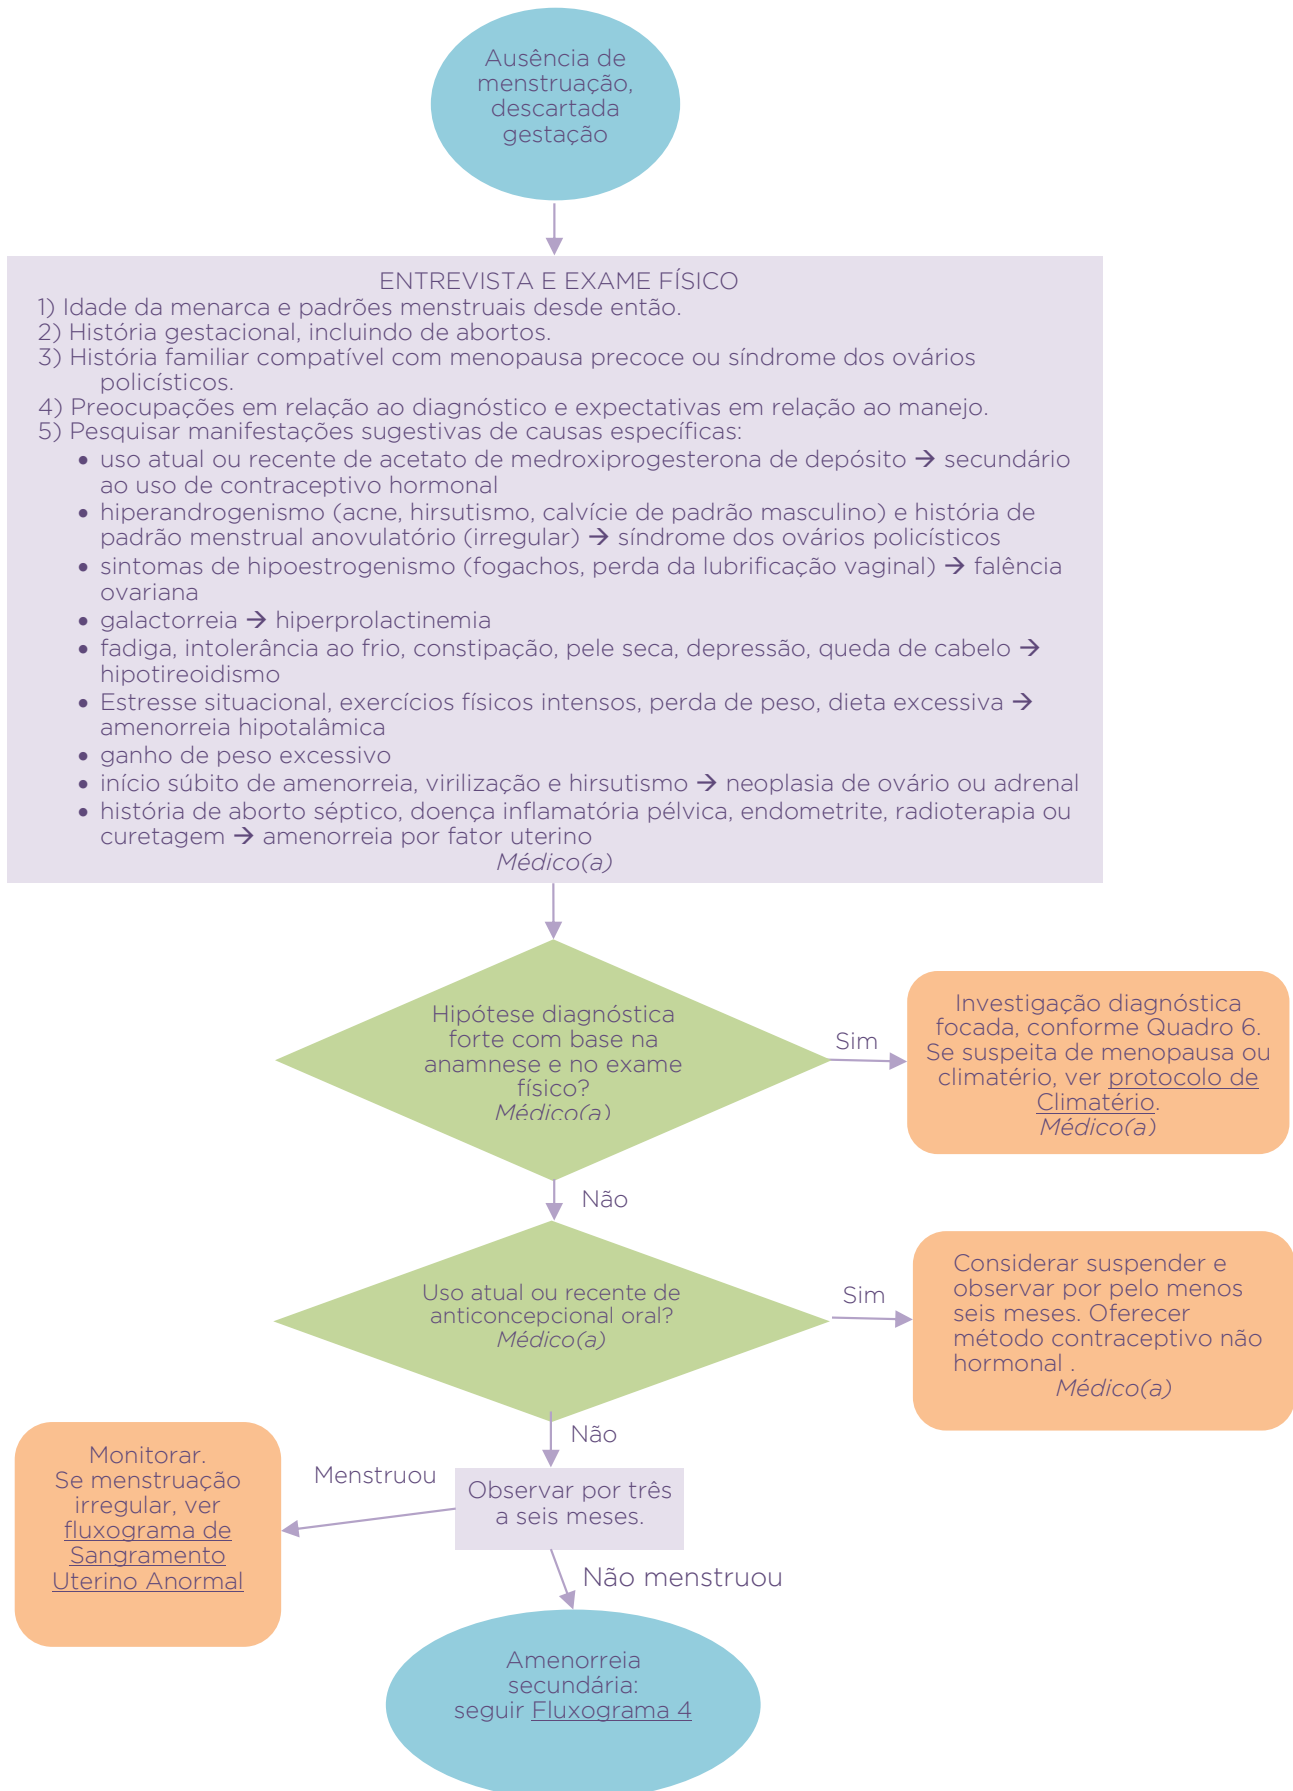 Ausência de
menstruação,
descartada
gestação
ENTREVISTA E EXAME FÍSICO
1) Idade da menarca e padrões menstruais desde então.
2) História gestacional, incluindo de abortos.
3) História familiar compatível com menopausa precoce ou síndrome dos ovários
policísticos.
4) Preocupações em relação ao diagnóstico e expectativas em relação ao manejo.
5) Pesquisar manifestações sugestivas de causas específicas:
• uso atual ou recente de acetato de medroxiprogesterona de depósito → secundário
ao uso de contraceptivo hormonal
• hiperandrogenismo (acne, hirsutismo, calvície de padrão masculino) e história de
padrão menstrual anovulatório (irregular) → síndrome dos ovários policísticos
• sintomas de hipoestrogenismo (fogachos, perda da lubrificação vaginal) → falência
ovariana
• galactorreia → hiperprolactinemia
• fadiga, intolerância ao frio, constipação, pele seca, depressão, queda de cabelo →
hipotireoidismo
• Estresse situacional, exercícios físicos intensos, perda de peso, dieta excessiva →
amenorreia hipotalâmica
• ganho de peso excessivo
• início súbito de amenorreia, virilização e hirsutismo → neoplasia de ovário ou adrenal
• história de aborto séptico, doença inflamatória pélvica, endometrite, radioterapia ou
curetagem → amenorreia por fator uterino
Médico(a)
Hipótese diagnóstica
forte com base na
anamnese e no exame
físico?
Médico(a)
Sim
Investigação diagnóstica
focada, conforme Quadro 6.
Se suspeita de menopausa ou
climatério, ver protocolo de
Climatério.
Médico(a)
Não
Uso atual ou recente de
anticoncepcional oral?
Médico(a)
Sim
Considerar suspender e
observar por pelo menos
seis meses. Oferecer
método contraceptivo não
hormonal .
Médico(a)
Não
Observar por três
a seis meses.
Menstruou
Monitorar.
Se menstruação
irregular, ver
fluxograma de
Sangramento
Uterino Anormal
Não menstruou
Amenorreia
secundária:
seguir Fluxograma 4